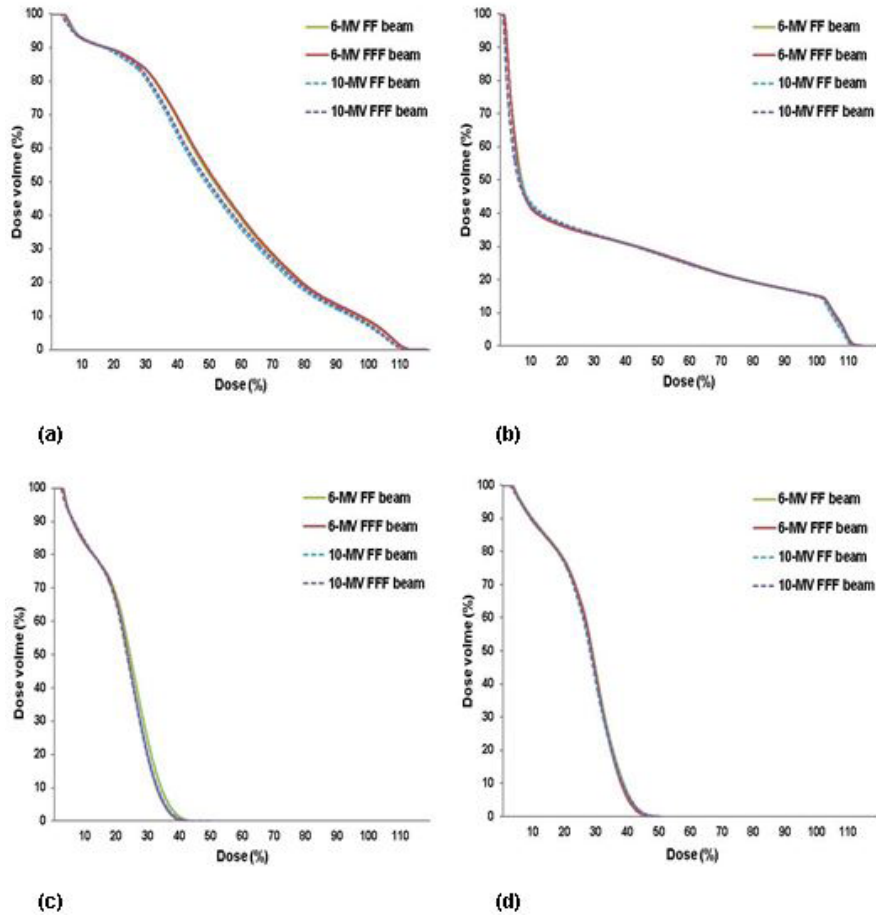 100
90
80
70
60
50
40
30
20
10
0
Dose volme (%)
10 20 30 40 50 60 70 80 90 100 110
Dose (%)
6-MV FF beam
6-MV FFF beam
10-MV FF beam
10-MV FFF beam
(a)
100
90
80
70
60
50
40
30
20
10
0
Dose volme (%)
10 20 30 40 50 60 70 80 90 100 110
Dose (%)
6-MV FF beam
6-MV FFF beam
10-MV FF beam
10-MV FFF beam
(b)
100
90
80
70
60
50
40
30
20
10
0
Dose volme (%)
10 20 30 40 50 60 70 80 90 100 110
Dose (%)
6-MV FF beam
6-MV FFF beam
10-MV FF beam
10-MV FFF beam
(c)
100
90
80
70
60
50
40
30
20
10
0
Dose volme (%)
10 20 30 40 50 60 70 80 90 100 110
Dose (%)
6-MV FF beam
6-MV FFF beam
10-MV FF beam
10-MV FFF beam
(d)